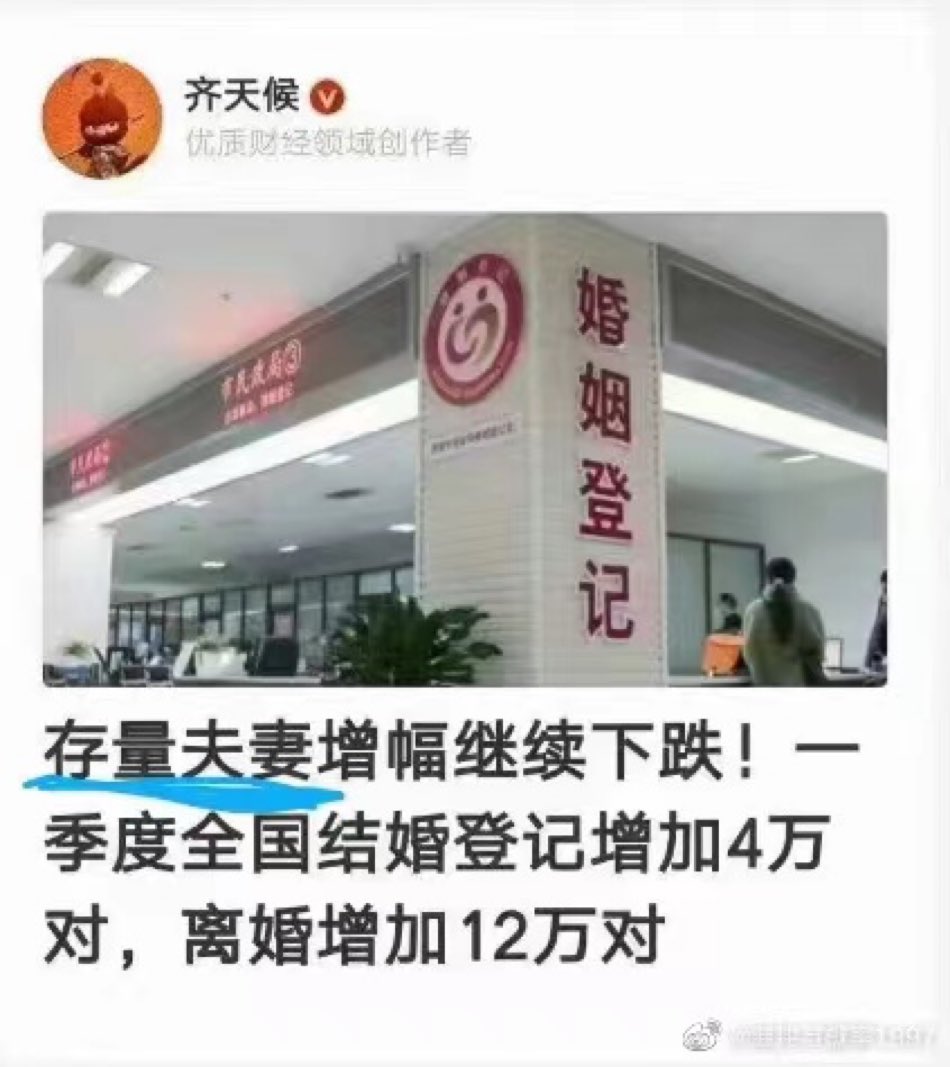 齐天候
优质财经领域创作者
市民政局③
婚姻登记
存量夫妻增幅继续下跌！一
季度全国结婚登记增加4万
对，离婚增加12万对